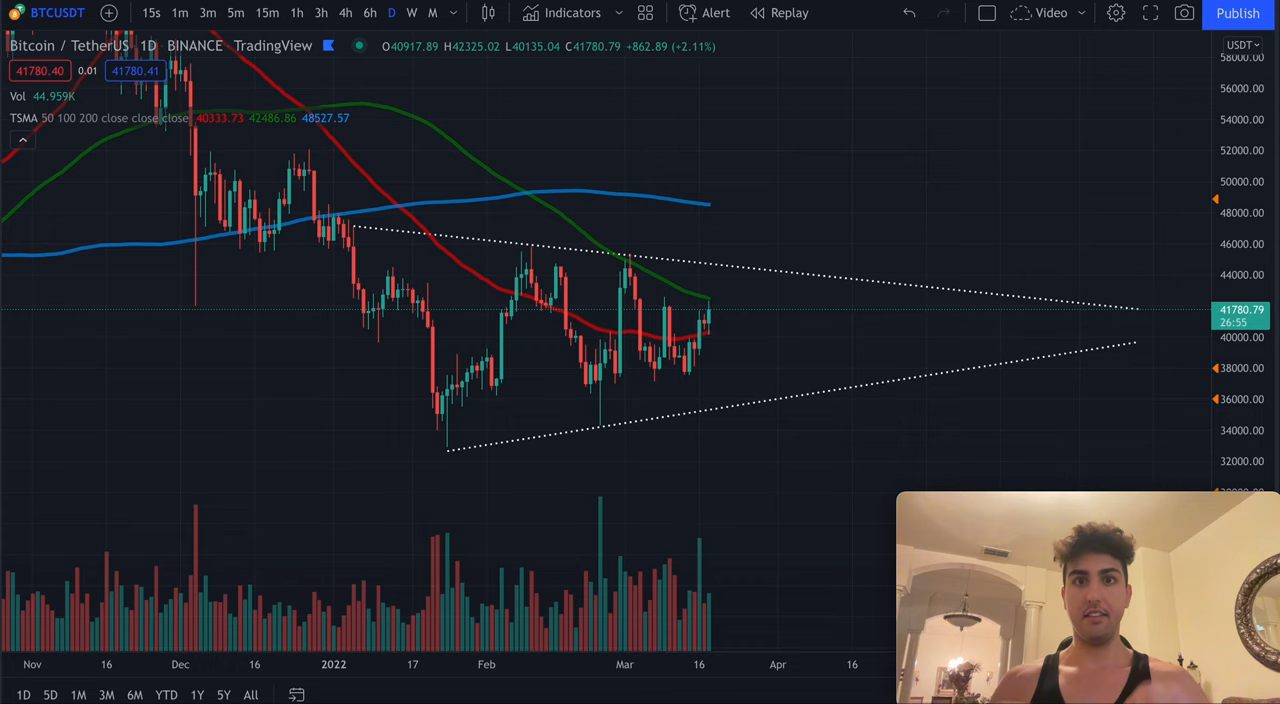 BTCUSDT 15s 1m 3m 5m 15m 1h 3h 4h 6h D W M Indicators Alert Replay Video Publish
Bitcoin / TetherUS 1D BINANCE TradingView O40917.89 H42325.02 L40135.04 C41780.79 +862.89 (+2.11%) USDT
41780.40 0.01 41780.41
Vol 44.959K
TSMA 50 100 200 close close close 40333.73 42486.86 48527.57
58000.00
56000.00
54000.00
52000.00
50000.00
48000.00
46000.00
44000.00
41780.79
26:55
40000.00
38000.00
36000.00
34000.00
32000.00
Nov 16 Dec 16 2022 17 Feb Mar 16 Apr 16
1D 5D 1M 3M 6M YTD 1Y 5Y All